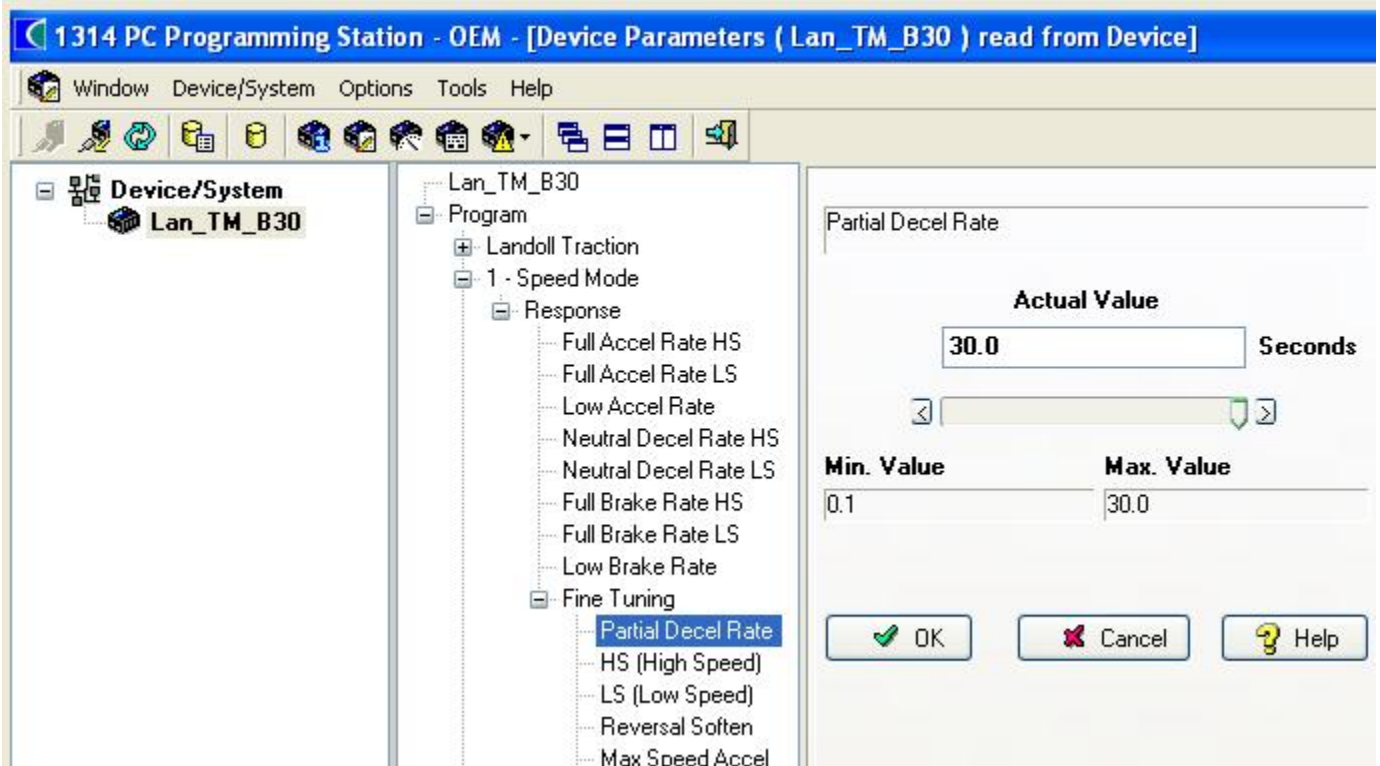 1314 PC Programming Station - OEM - [Device Parameters ( Lan_TM_B30 ) read from Device]
Window Device/System Options Tools Help
Device/System
Lan_TM_B30
Lan_TM_B30
Program
Landoll Traction
1 - Speed Mode
Response
Full Accel Rate HS
Full Accel Rate LS
Low Accel Rate
Neutral Decel Rate HS
Neutral Decel Rate LS
Full Brake Rate HS
Full Brake Rate LS
Low Brake Rate
Fine Tuning
Partial Decel Rate
HS (High Speed)
LS (Low Speed)
Reversal Soften
Max Speed Accel
Partial Decel Rate
Actual Value
30.0 Seconds
Min. Value Max. Value
0.1 30.0
OK Cancel Help